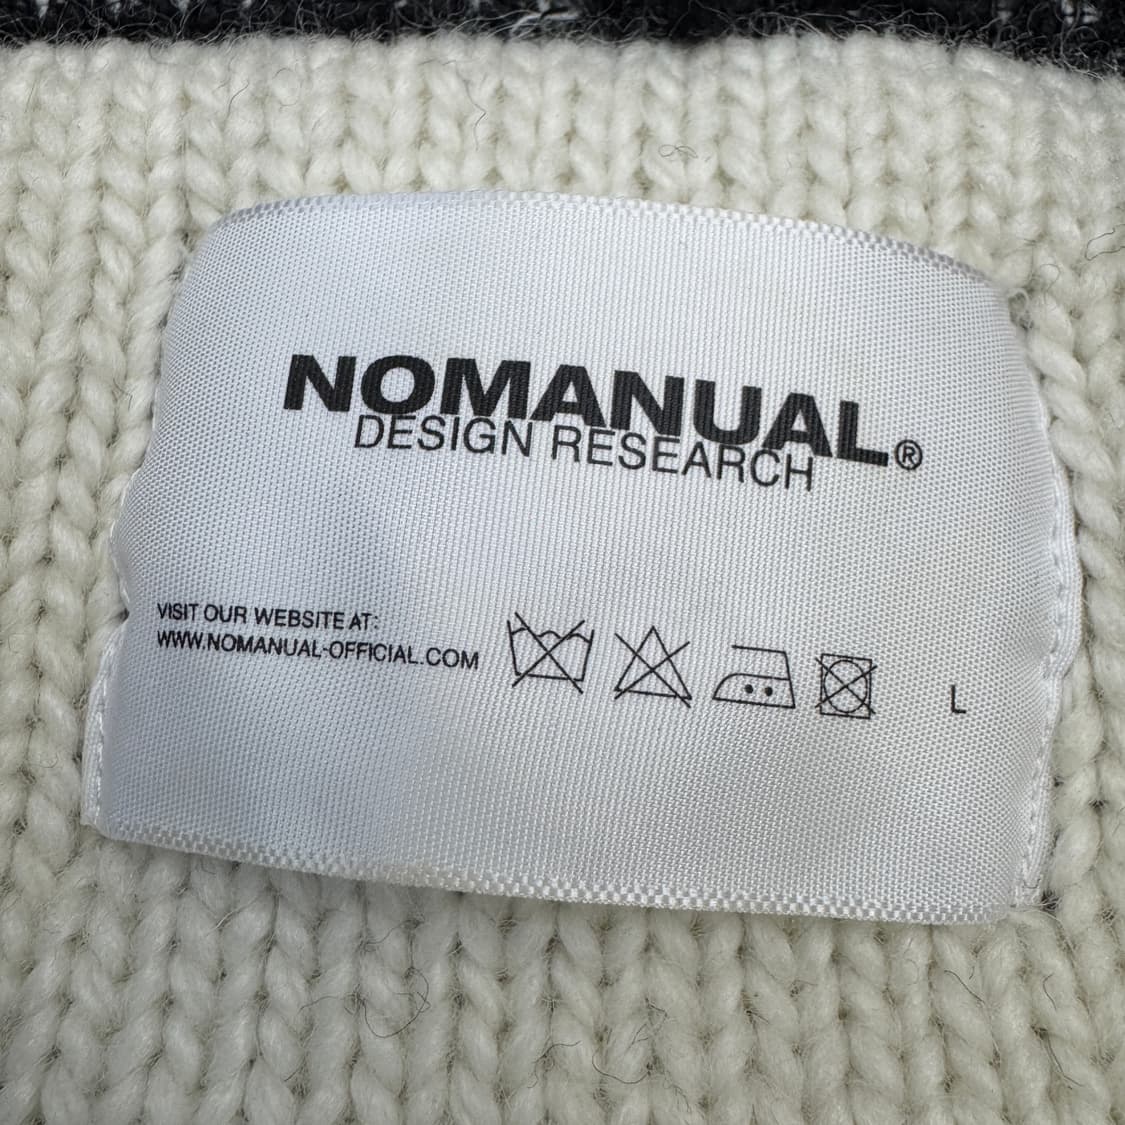 NOMANUAL®
DESIGN RESEARCH
VISIT OUR WEBSITE AT:
WWW.NOMANUAL-OFFICIAL.COM
L